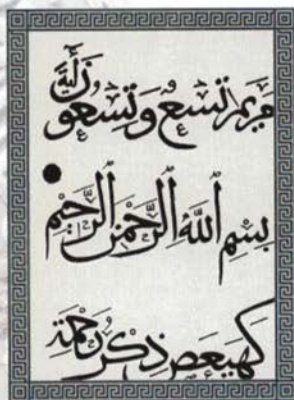 مريم تسع وتسعون آية
بسم الله الرحمن الرحيم
كهيعص ذكر رحمة